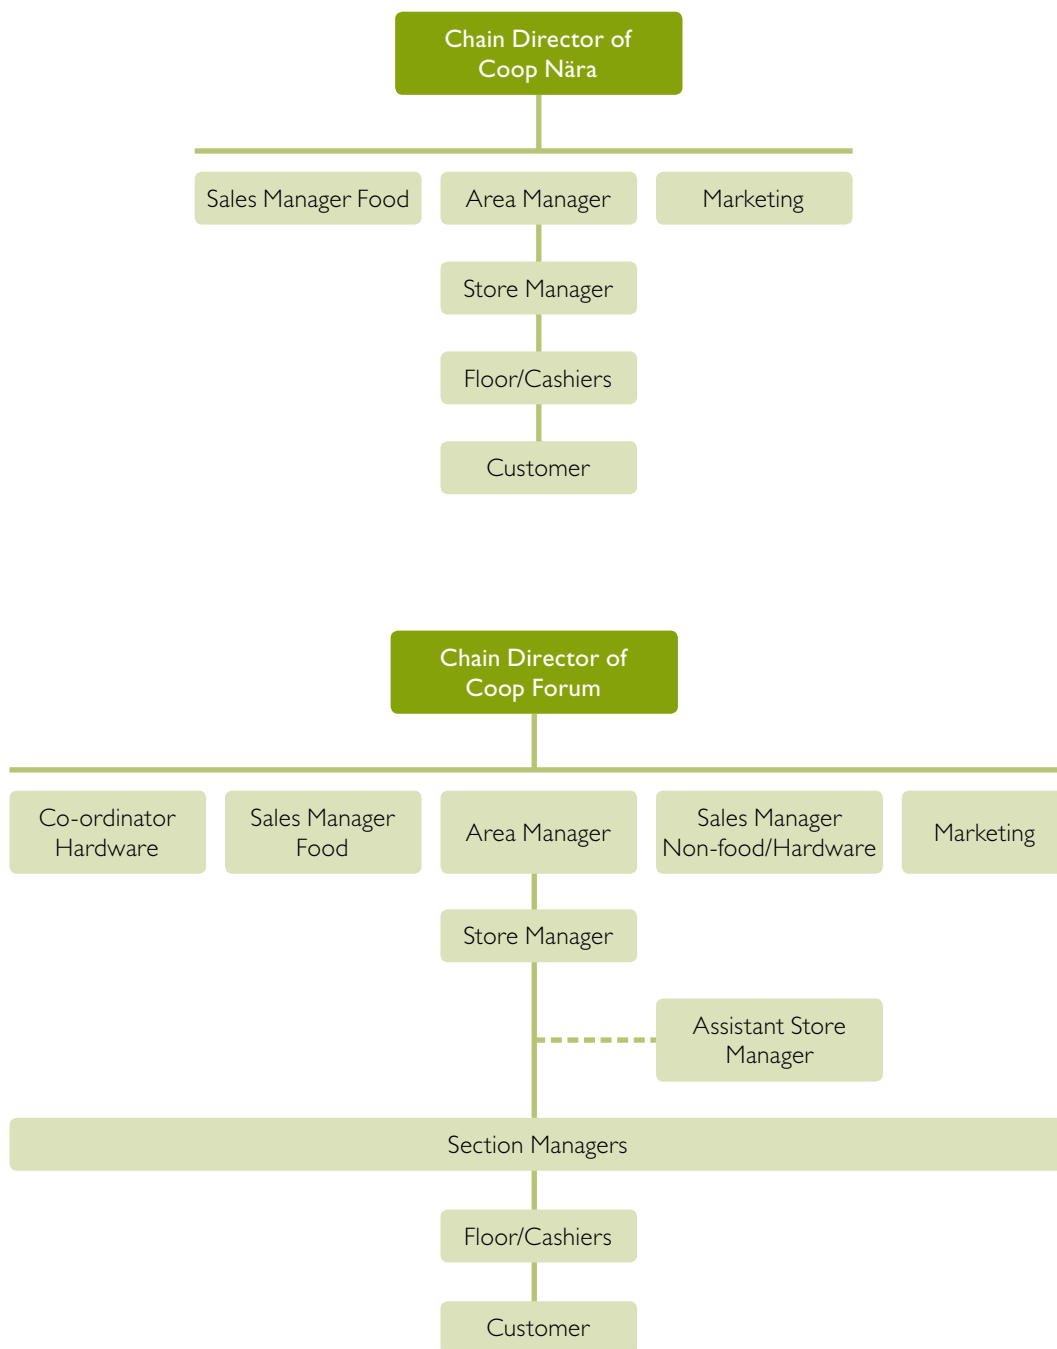 Chain Director of
Coop Nära
Sales Manager Food
Area Manager
Marketing
Store Manager
Floor/Cashiers
Customer
Chain Director of
Coop Forum
Co-ordinator
Hardware
Sales Manager
Food
Area Manager
Sales Manager
Non-food/Hardware
Marketing
Store Manager
Assistant Store
Manager
Section Managers
Floor/Cashiers
Customer